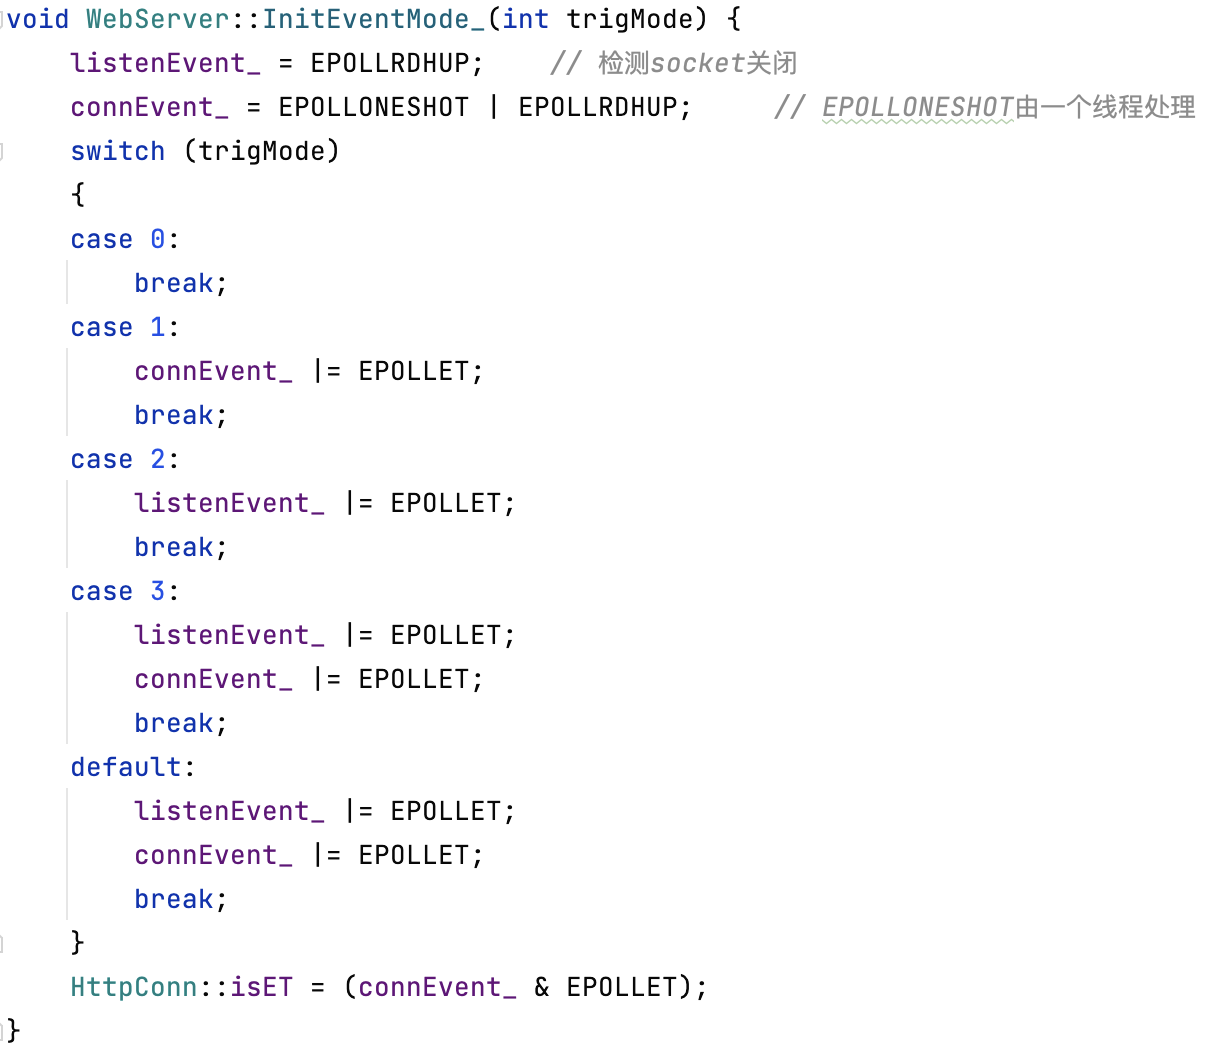 void WebServer::InitEventMode_(int trigMode) {
    listenEvent_ = EPOLLRDHUP;    // 检测socket关闭
    connEvent_ = EPOLLONESHOT | EPOLLRDHUP;     // EPOLLONESHOT由一个线程处理
    switch (trigMode)
    {
    case 0:
        break;
    case 1:
        connEvent_ |= EPOLLET;
        break;
    case 2:
        listenEvent_ |= EPOLLET;
        break;
    case 3:
        listenEvent_ |= EPOLLET;
        connEvent_ |= EPOLLET;
        break;
    default:
        listenEvent_ |= EPOLLET;
        connEvent_ |= EPOLLET;
        break;
    }
    HttpConn::isET = (connEvent_ & EPOLLET);
}